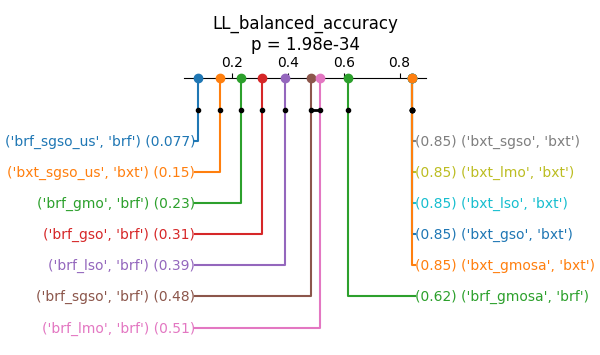 LL_balanced_accuracy
p = 1.98e-34
0.2 0.4 0.6 0.8
('brf_sgso_us', 'brf') (0.077) (0.85) ('bxt_sgso', 'bxt')
('bxt_sgso_us', 'bxt') (0.15) (0.85) ('bxt_lmo', 'bxt')
('brf_gmo', 'brf') (0.23) (0.85) ('bxt_lso', 'bxt')
('brf_gso', 'brf') (0.31) (0.85) ('bxt_gso', 'bxt')
('brf_lso', 'brf') (0.39) (0.85) ('bxt_gmosa', 'bxt')
('brf_sgso', 'brf') (0.48) (0.62) ('brf_gmosa', 'brf')
('brf_lmo', 'brf') (0.51)